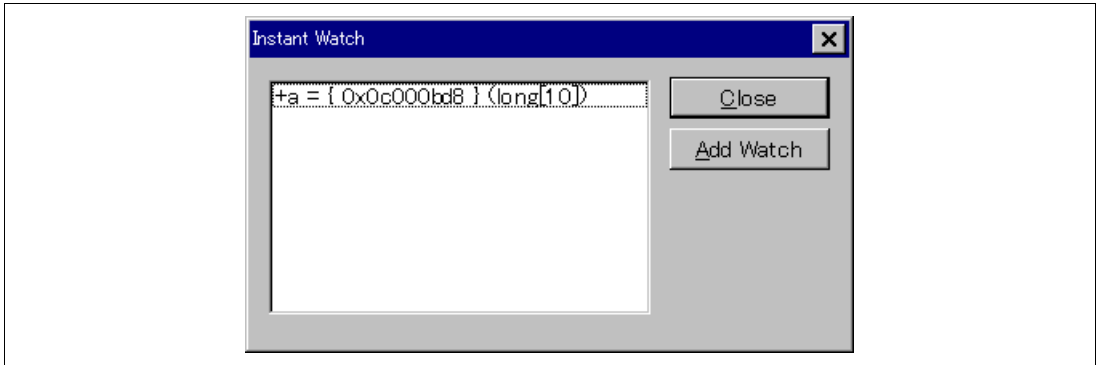 Instant Watch
+a = { 0x0c000bd8 } (long[10])
Close
Add Watch